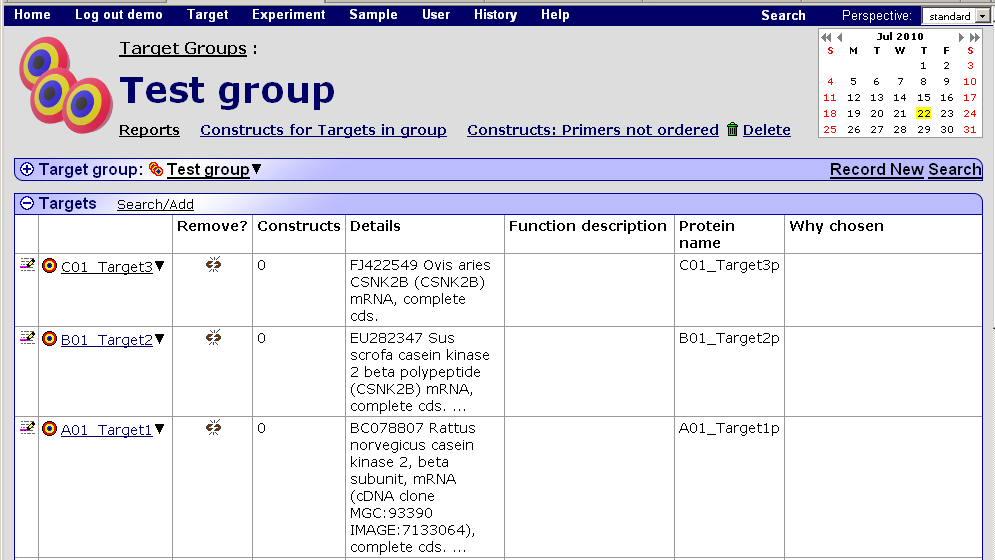 Home Log out demo Target Experiment Sample User History Help Search Perspective: standard
Jul 2010
S M T W T F S
1 2 3
4 5 6 7 8 9 10
11 12 13 14 15 16 17
18 19 20 21 22 23 24
25 26 27 28 29 30 31
Target Groups :
Test group
Reports Constructs for Targets in group Constructs: Primers not ordered Delete
Target group: Test group Record New Search
Targets Search/Add
Remove? Constructs Details Function description Protein name Why chosen
C01_Target3 0 FJ422549 Ovis aries
CSNK2B (CSNK2B)
mRNA, complete
cds.
C01_Target3p
B01_Target2 0 EU282347 Sus
scrofa casein kinase
2 beta polypeptide
(CSNK2B) mRNA,
complete cds. ...
B01_Target2p
A01_Target1 0 BC078807 Rattus
norvegicus casein
kinase 2, beta
subunit, mRNA
(cDNA clone
MGC:93390
IMAGE:7133064),
complete cds. ...
A01_Target1p